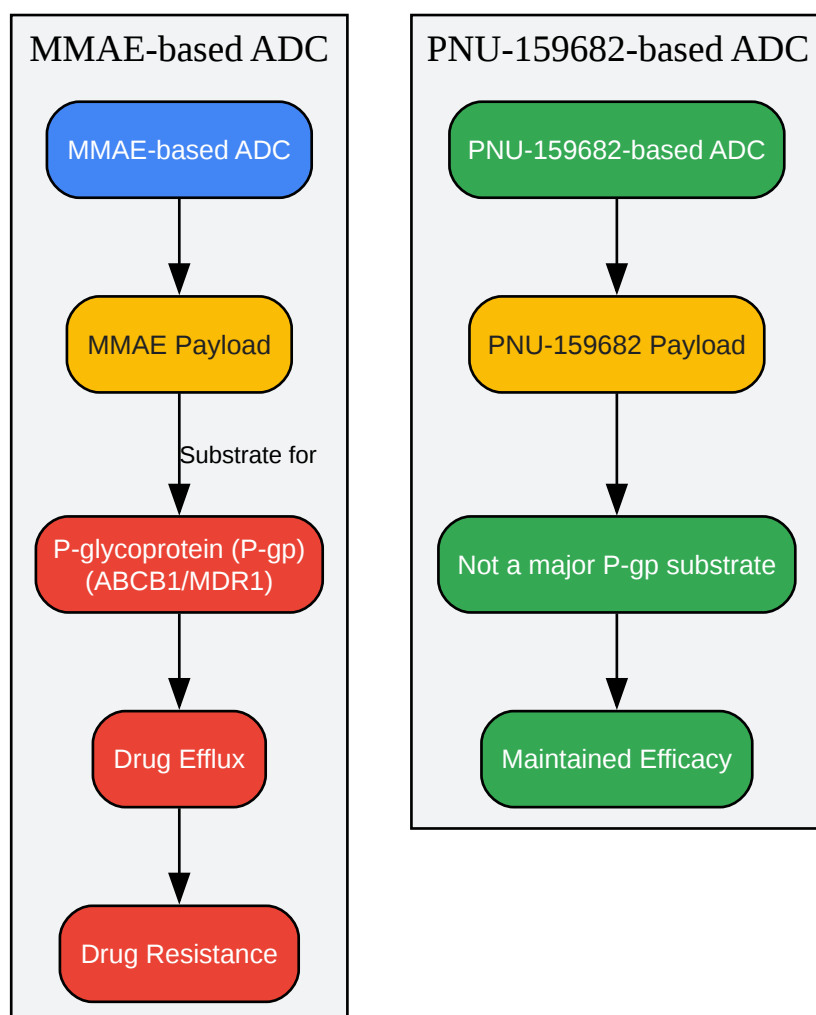 MMAE-based ADC
MMAE-based ADC
MMAE Payload
Substrate for
P-glycoprotein (P-gp)
(ABCB1/MDR1)
Drug Efflux
Drug Resistance
PNU-159682-based ADC
PNU-159682-based ADC
PNU-159682 Payload
Not a major P-gp substrate
Maintained Efficacy